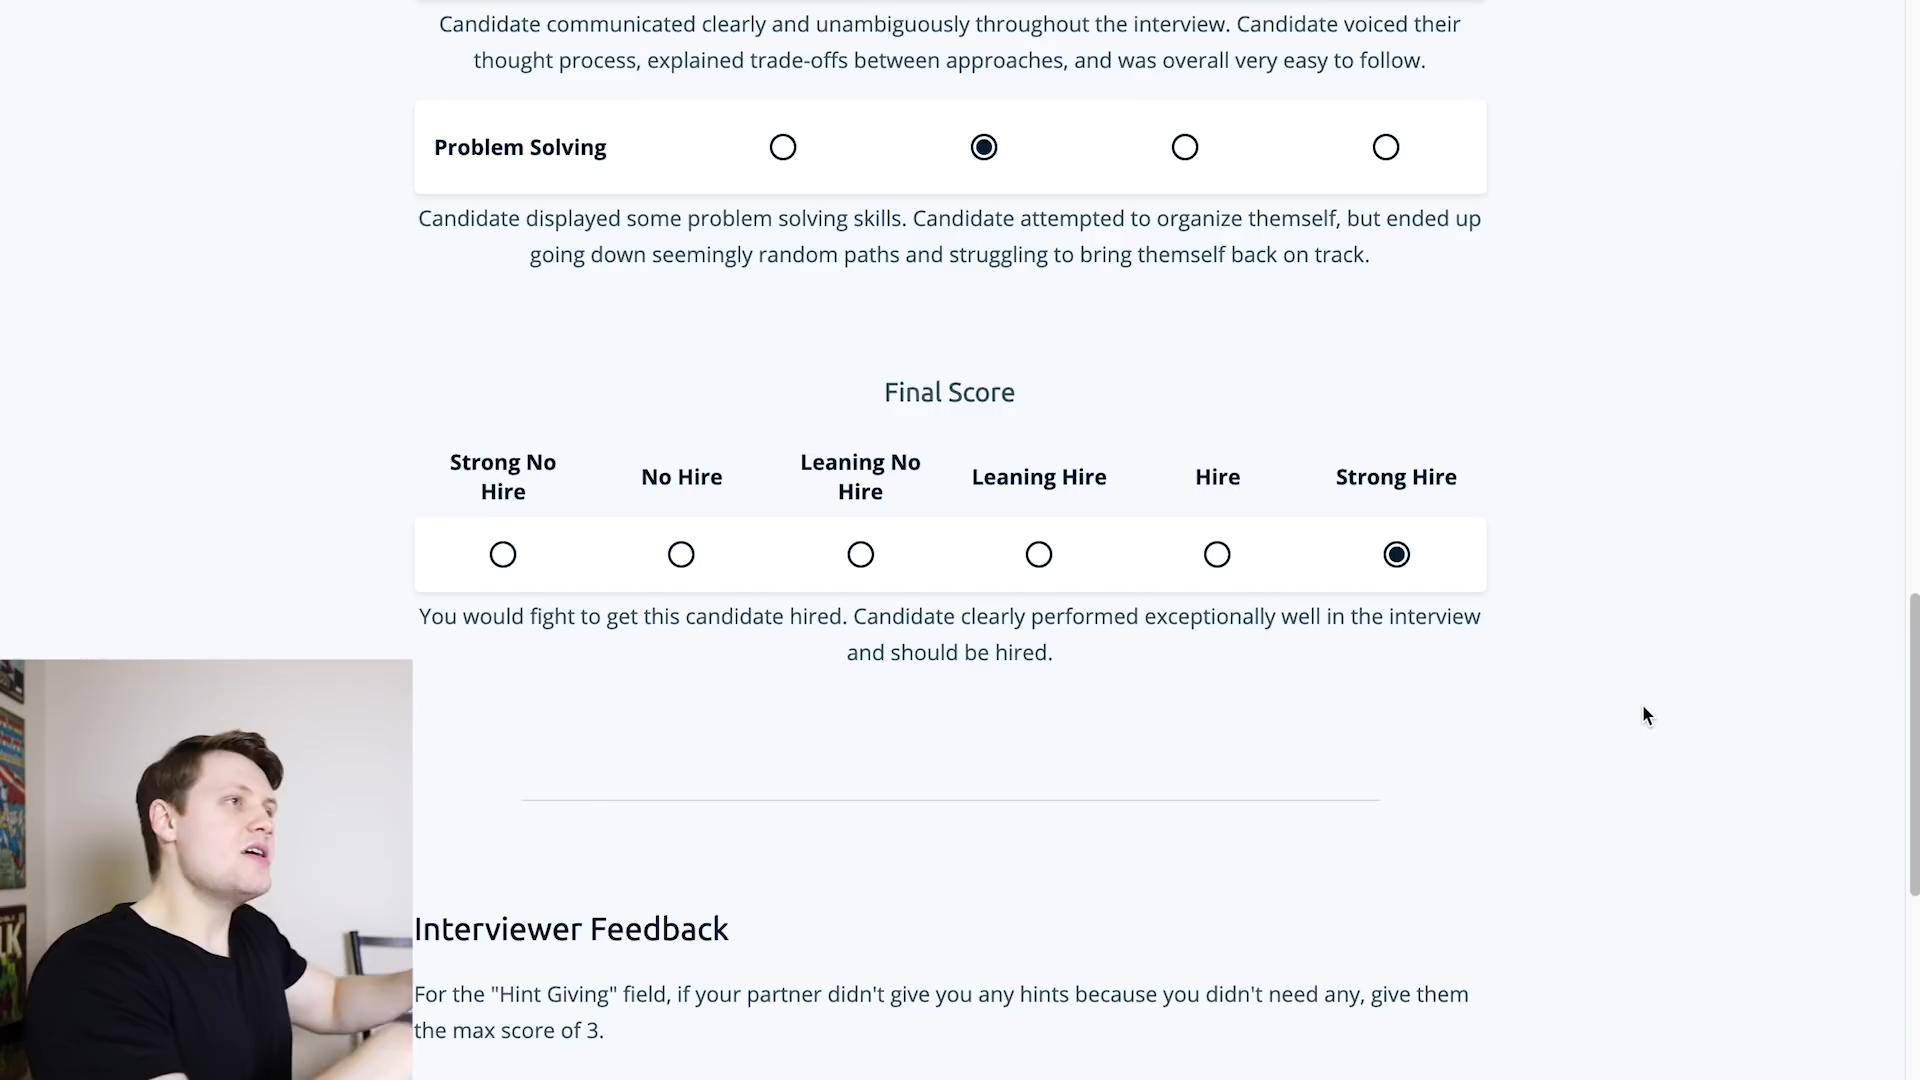 Candidate communicated clearly and unambiguously throughout the interview. Candidate voiced their
thought process, explained trade-offs between approaches, and was overall very easy to follow.
Problem Solving
Candidate displayed some problem solving skills. Candidate attempted to organize themself, but ended up
going down seemingly random paths and struggling to bring themself back on track.
Final Score
Strong No
Hire
No Hire
Leaning No
Hire
Leaning Hire
Hire
Strong Hire
You would fight to get this candidate hired. Candidate clearly performed exceptionally well in the interview
and should be hired.
Interviewer Feedback
For the "Hint Giving" field, if your partner didn't give you any hints because you didn't need any, give them
the max score of 3.